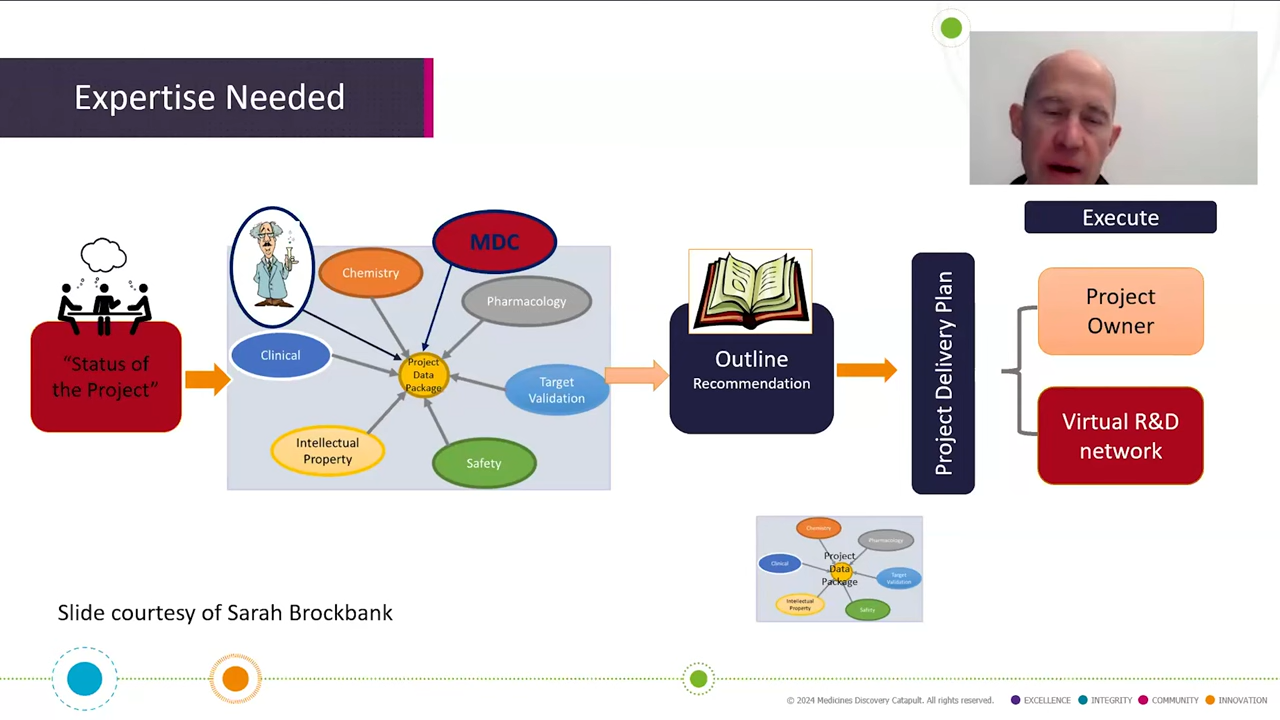 Expertise Needed
Execute
MDC
Chemistry
Pharmacology
Clinical
Project
Data
Package
Target
Validation
Intellectual
Property
Safety
“Status of
the Project”
Outline
Recommendation
Project Delivery Plan
Project
Owner
Virtual R&D
network
Chemistry
Pharmacology
Project
Data
Package
Clinical
Target
Validation
Intellectual
Property
Safety
Slide courtesy of Sarah Brockbank
© 2024 Medicines Discovery Catapult. All rights reserved.
EXCELLENCE INTEGRITY COMMUNITY INNOVATION